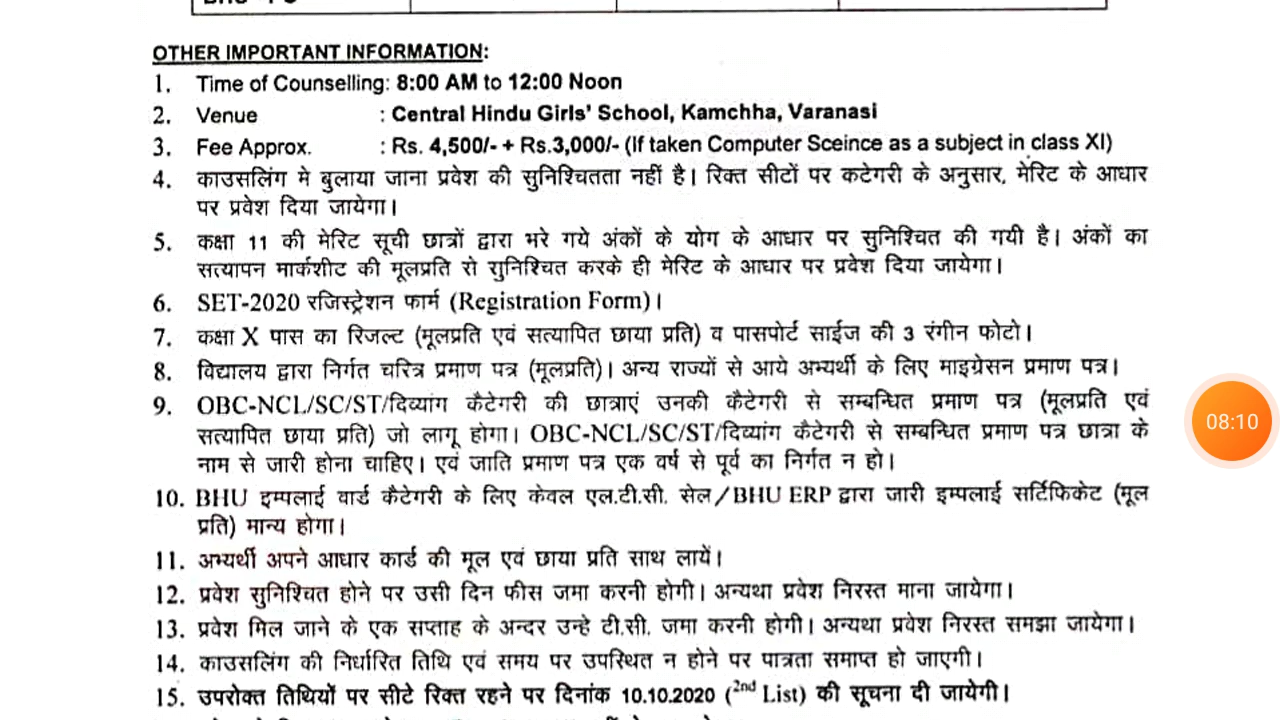 OTHER IMPORTANT INFORMATION:
1. Time of Counselling: 8:00 AM to 12:00 Noon
2. Venue : Central Hindu Girls' School, Kamchha, Varanasi
3. Fee Approx. : Rs. 4,500/- + Rs.3,000/- (If taken Computer Sceince as a subject in class XI)
4. काउसलिंग मे बुलाया जाना प्रवेश की सुनिश्चितता नहीं है। रिक्त सीटों पर कटेगरी के अनुसार, मेरिट के आधार
पर प्रवेश दिया जायेगा।
5. कक्षा 11 की मेरिट सूची छात्रों द्वारा भरे गये अंकों के योग के आधार पर सुनिश्चित की गयी है। अंकों का
सत्यापन मार्कशीट की मूलप्रति से सुनिश्चित करके ही मेरिट के आधार पर प्रवेश दिया जायेगा।
6. SET-2020 रजिस्ट्रेशन फार्म (Registration Form)।
7. कक्षा X पास का रिजल्ट (मूलप्रति एवं सत्यापित छाया प्रति) व पासपोर्ट साईज की 3 रंगीन फोटो।
8. विद्यालय द्वारा निर्गत चरित्र प्रमाण पत्र (मूलप्रति)। अन्य राज्यों से आये अभ्यर्थी के लिए माइग्रेसन प्रमाण पत्र।
9. OBC-NCL/SC/ST/दिव्यांग कैटेगरी की छात्राएं उनकी कैटेगरी से सम्बन्धित प्रमाण पत्र (मूलप्रति एवं
सत्यापित छाया प्रति) जो लागू होगा। OBC-NCL/SC/ST/दिव्यांग कैटेगरी से सम्बन्धित प्रमाण पत्र छात्रा के
नाम से जारी होना चाहिए। एवं जाति प्रमाण पत्र एक वर्ष से पूर्व का निर्गत न हो।
08:10
10. BHU इम्पलाई वार्ड कैटेगरी के लिए केवल एल.टी.सी. सेल/BHU ERP द्वारा जारी इम्पलाई सर्टिफिकेट (मूल
प्रति) मान्य होगा।
11. अभ्यर्थी अपने आधार कार्ड की मूल एवं छाया प्रति साथ लायें।
12. प्रवेश सुनिश्चित होने पर उसी दिन फीस जमा करनी होगी। अन्यथा प्रवेश निरस्त माना जायेगा।
13. प्रवेश मिल जाने के एक सप्ताह के अन्दर उन्हे टी.सी. जमा करनी होगी। अन्यथा प्रवेश निरस्त समझा जायेगा।
14. काउसलिंग की निर्धारित तिथि एवं समय पर उपस्थित न होने पर पात्रता समाप्त हो जाएगी।
15. उपरोक्त तिथियों पर सीटे रिक्त रहने पर दिनांक 10.10.2020 (2nd List) की सूचना दी जायेगी।